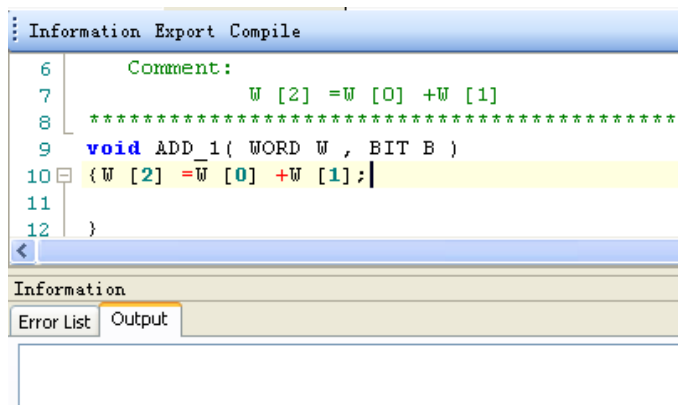 Information Export Compile
6 Comment:
7 W [2] =W [0] +W [1]
8 ********************************************
9 void ADD_1( WORD W , BIT B )
10 {W [2] =W [0] +W [1];
11
12 }
Information
Error List Output